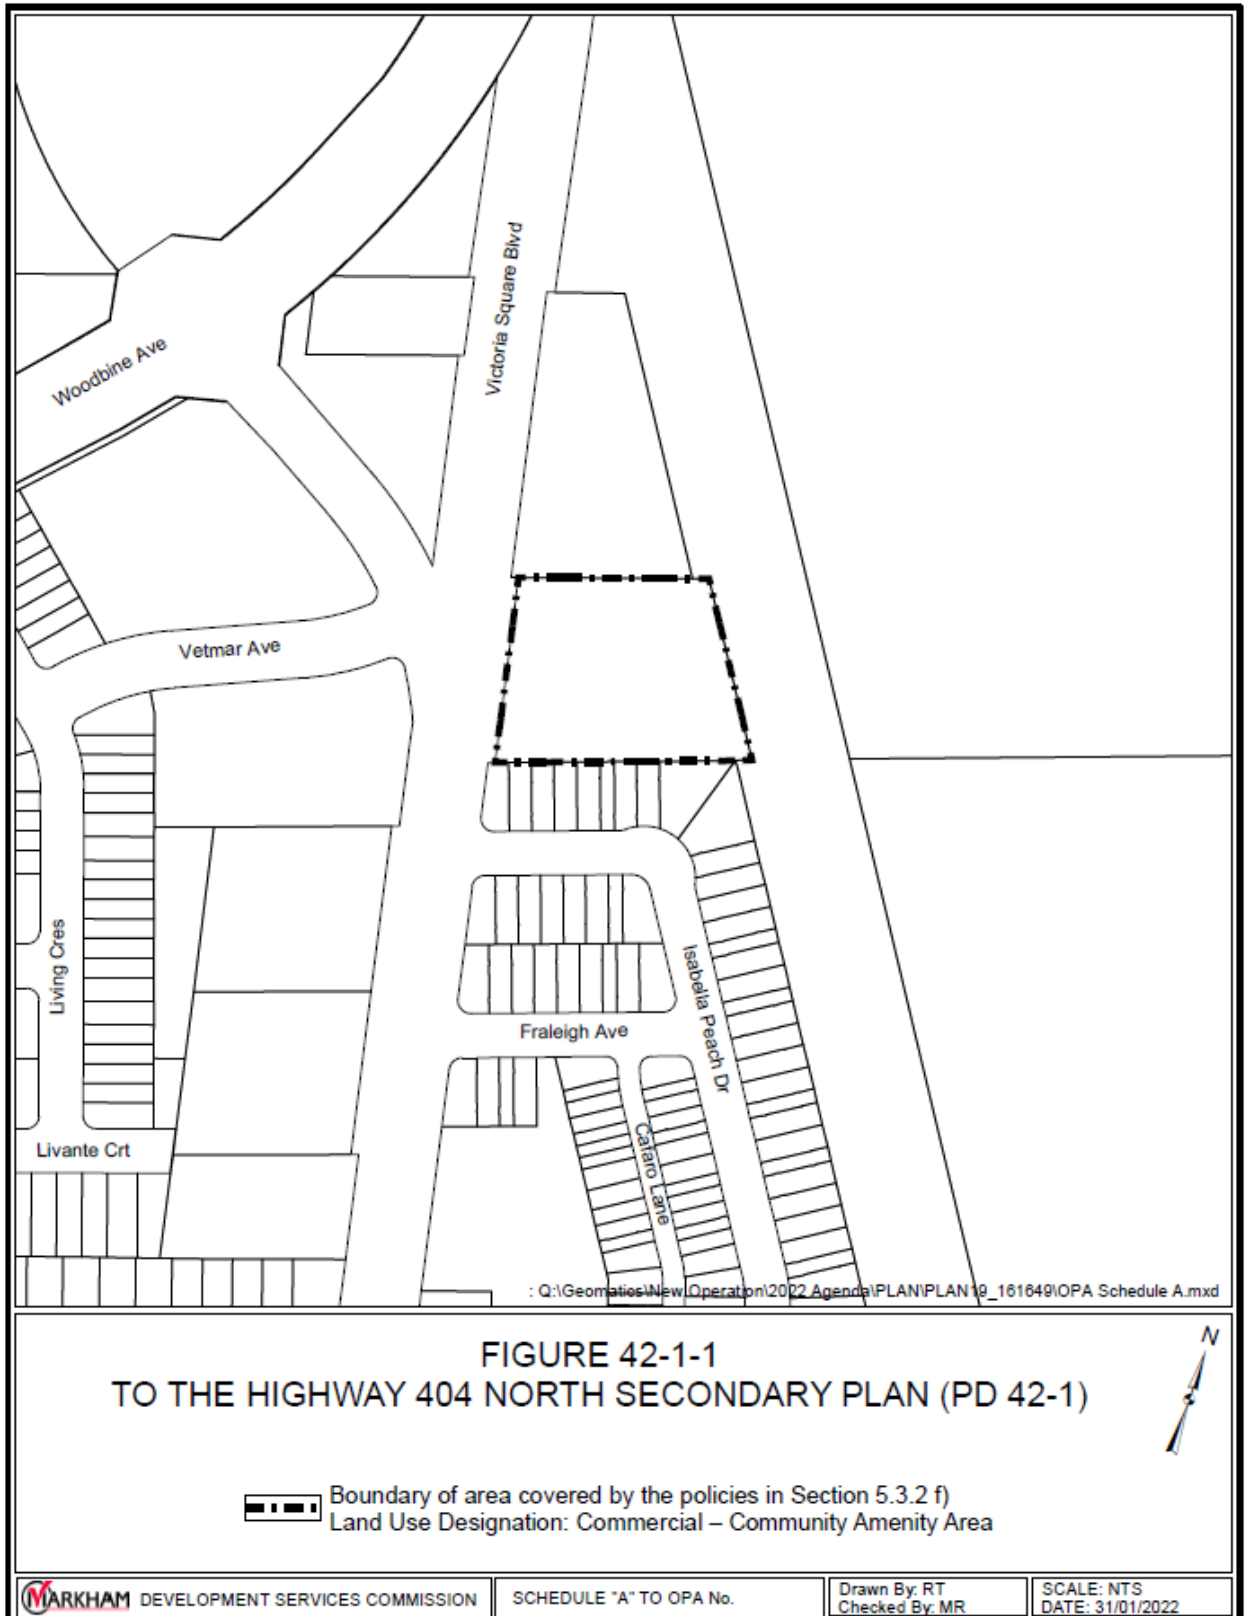 Victoria Square Blvd
Woodbine Ave
Vetmar Ave
Living Cres
Isabella Peach Dr
Fraleigh Ave
Cafaro Lane
Livante Crt
: Q:\Geomatics\New Operation\2022 Agenda\PLAN\PLAN19_161649\OPA Schedule A.mxd
FIGURE 42-1-1
TO THE HIGHWAY 404 NORTH SECONDARY PLAN (PD 42-1)
N
Boundary of area covered by the policies in Section 5.3.2 f)
Land Use Designation: Commercial – Community Amenity Area
MARKHAM DEVELOPMENT SERVICES COMMISSION
SCHEDULE "A" TO OPA No.
Drawn By: RT
Checked By: MR
SCALE: NTS
DATE: 31/01/2022